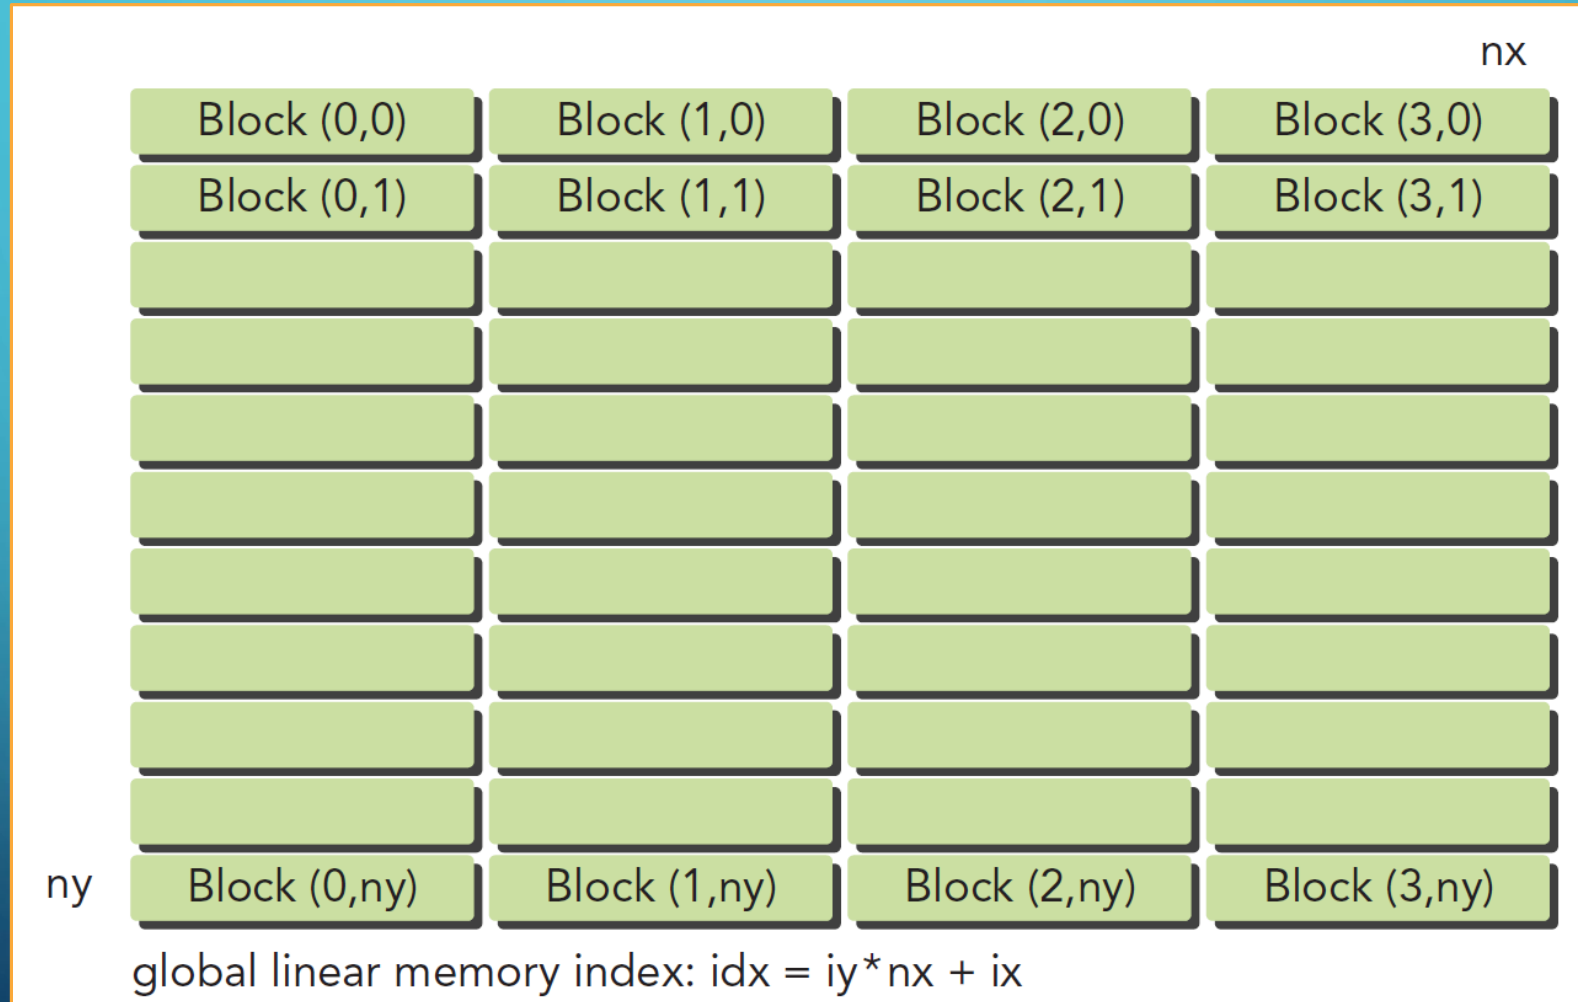 nx
Block (0,0) Block (1,0) Block (2,0) Block (3,0)
Block (0,1) Block (1,1) Block (2,1) Block (3,1)
ny Block (0,ny) Block (1,ny) Block (2,ny) Block (3,ny)
global linear memory index: idx = iy*nx + ix